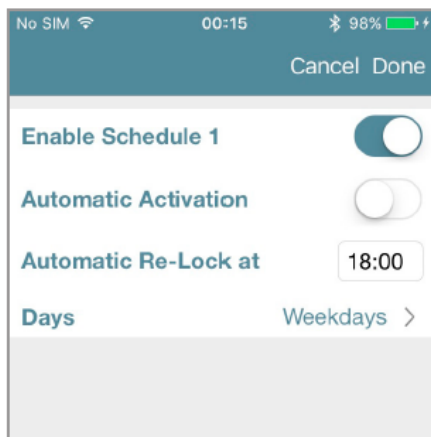 No SIM 00:15 98%
Cancel Done
Enable Schedule 1
Automatic Activation
Automatic Re-Lock at 18:00
Days Weekdays